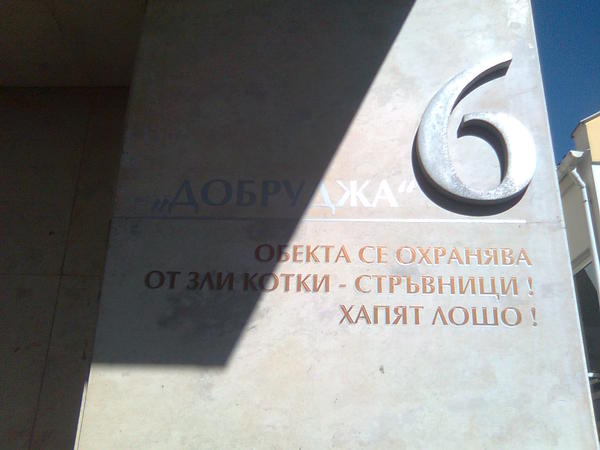 „ДОБРУДЖА“ 6
ОБЕКТА СЕ ОХРАНЯВА
ОТ ЗЛИ КОТКИ - СТРЪВНИЦИ !
ХАПЯТ ЛОШО !